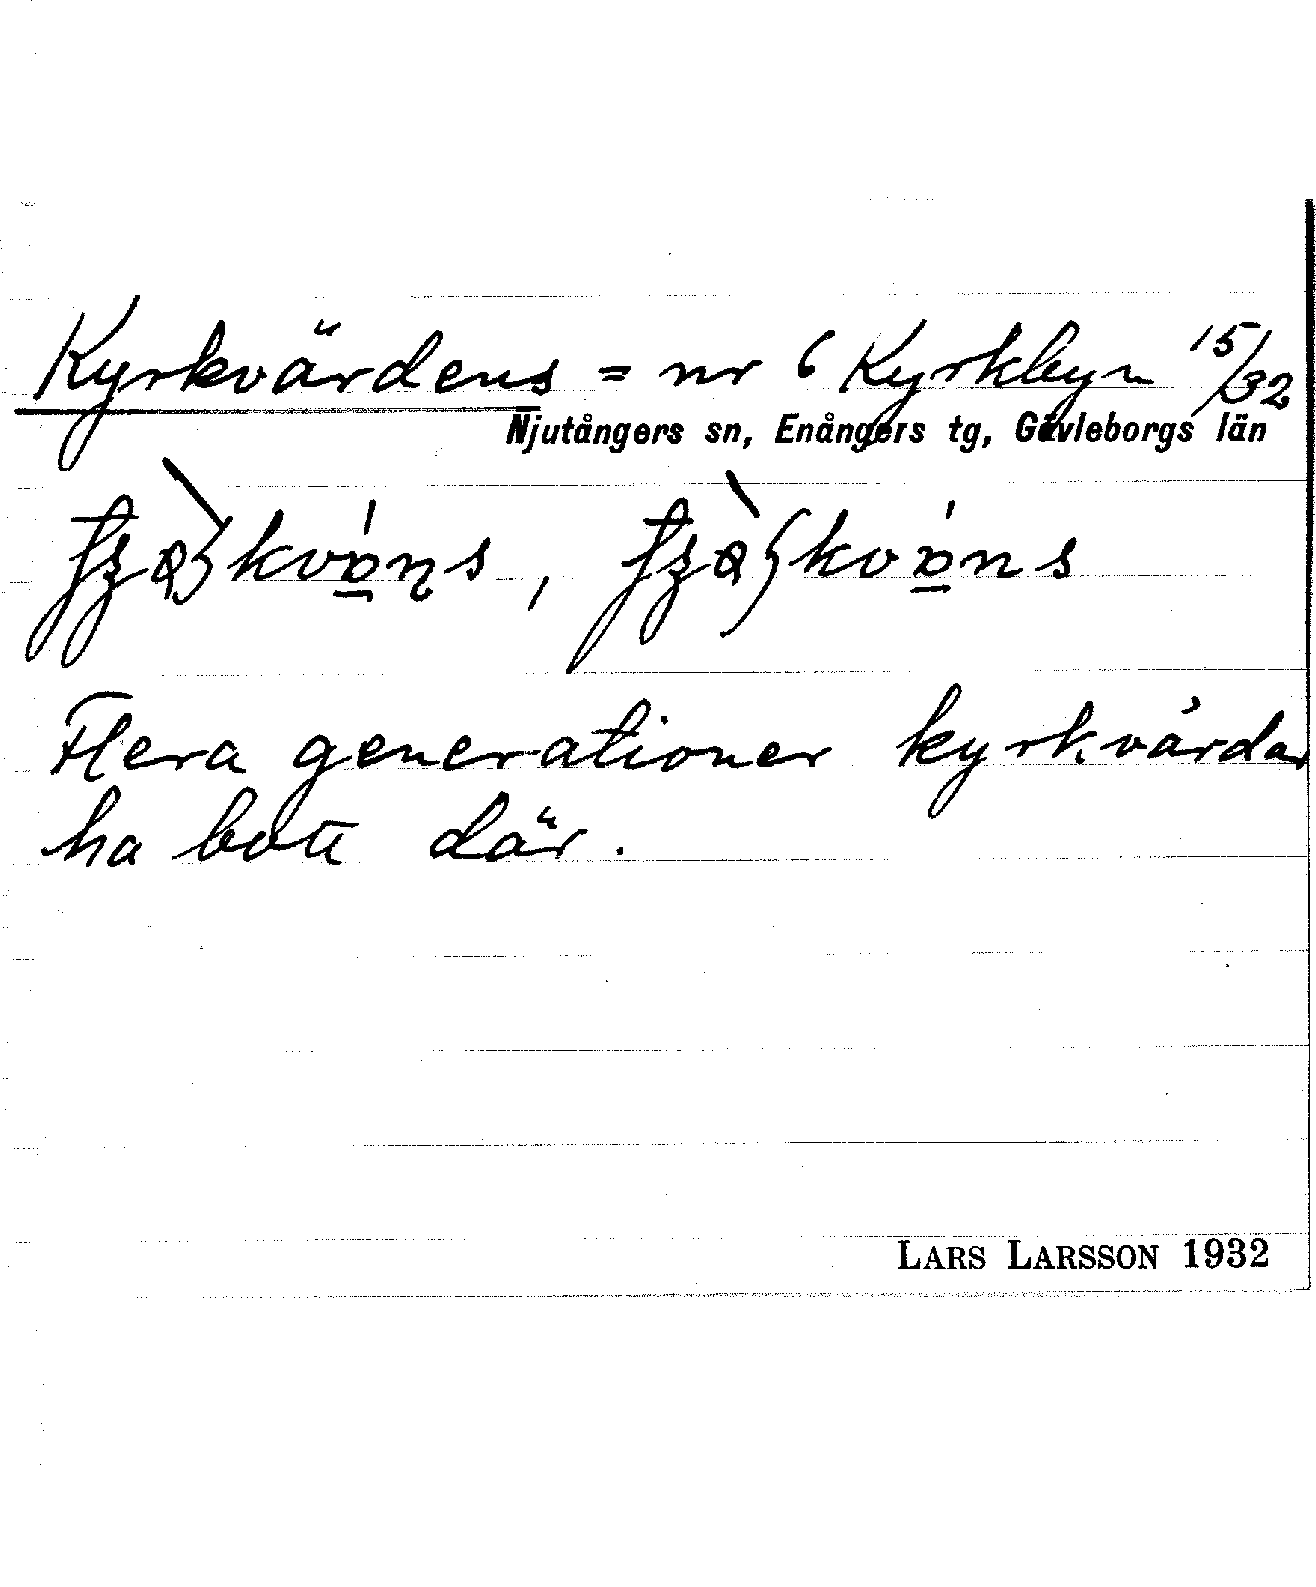 Kyrkvärdens = nr 6 Kyrkbyn 15/32
Njutångers sn, Enångers tg, Gävleborgs län
Flera generationer kyrkvärdar
ha bott där.
LARS LARSSON 1932